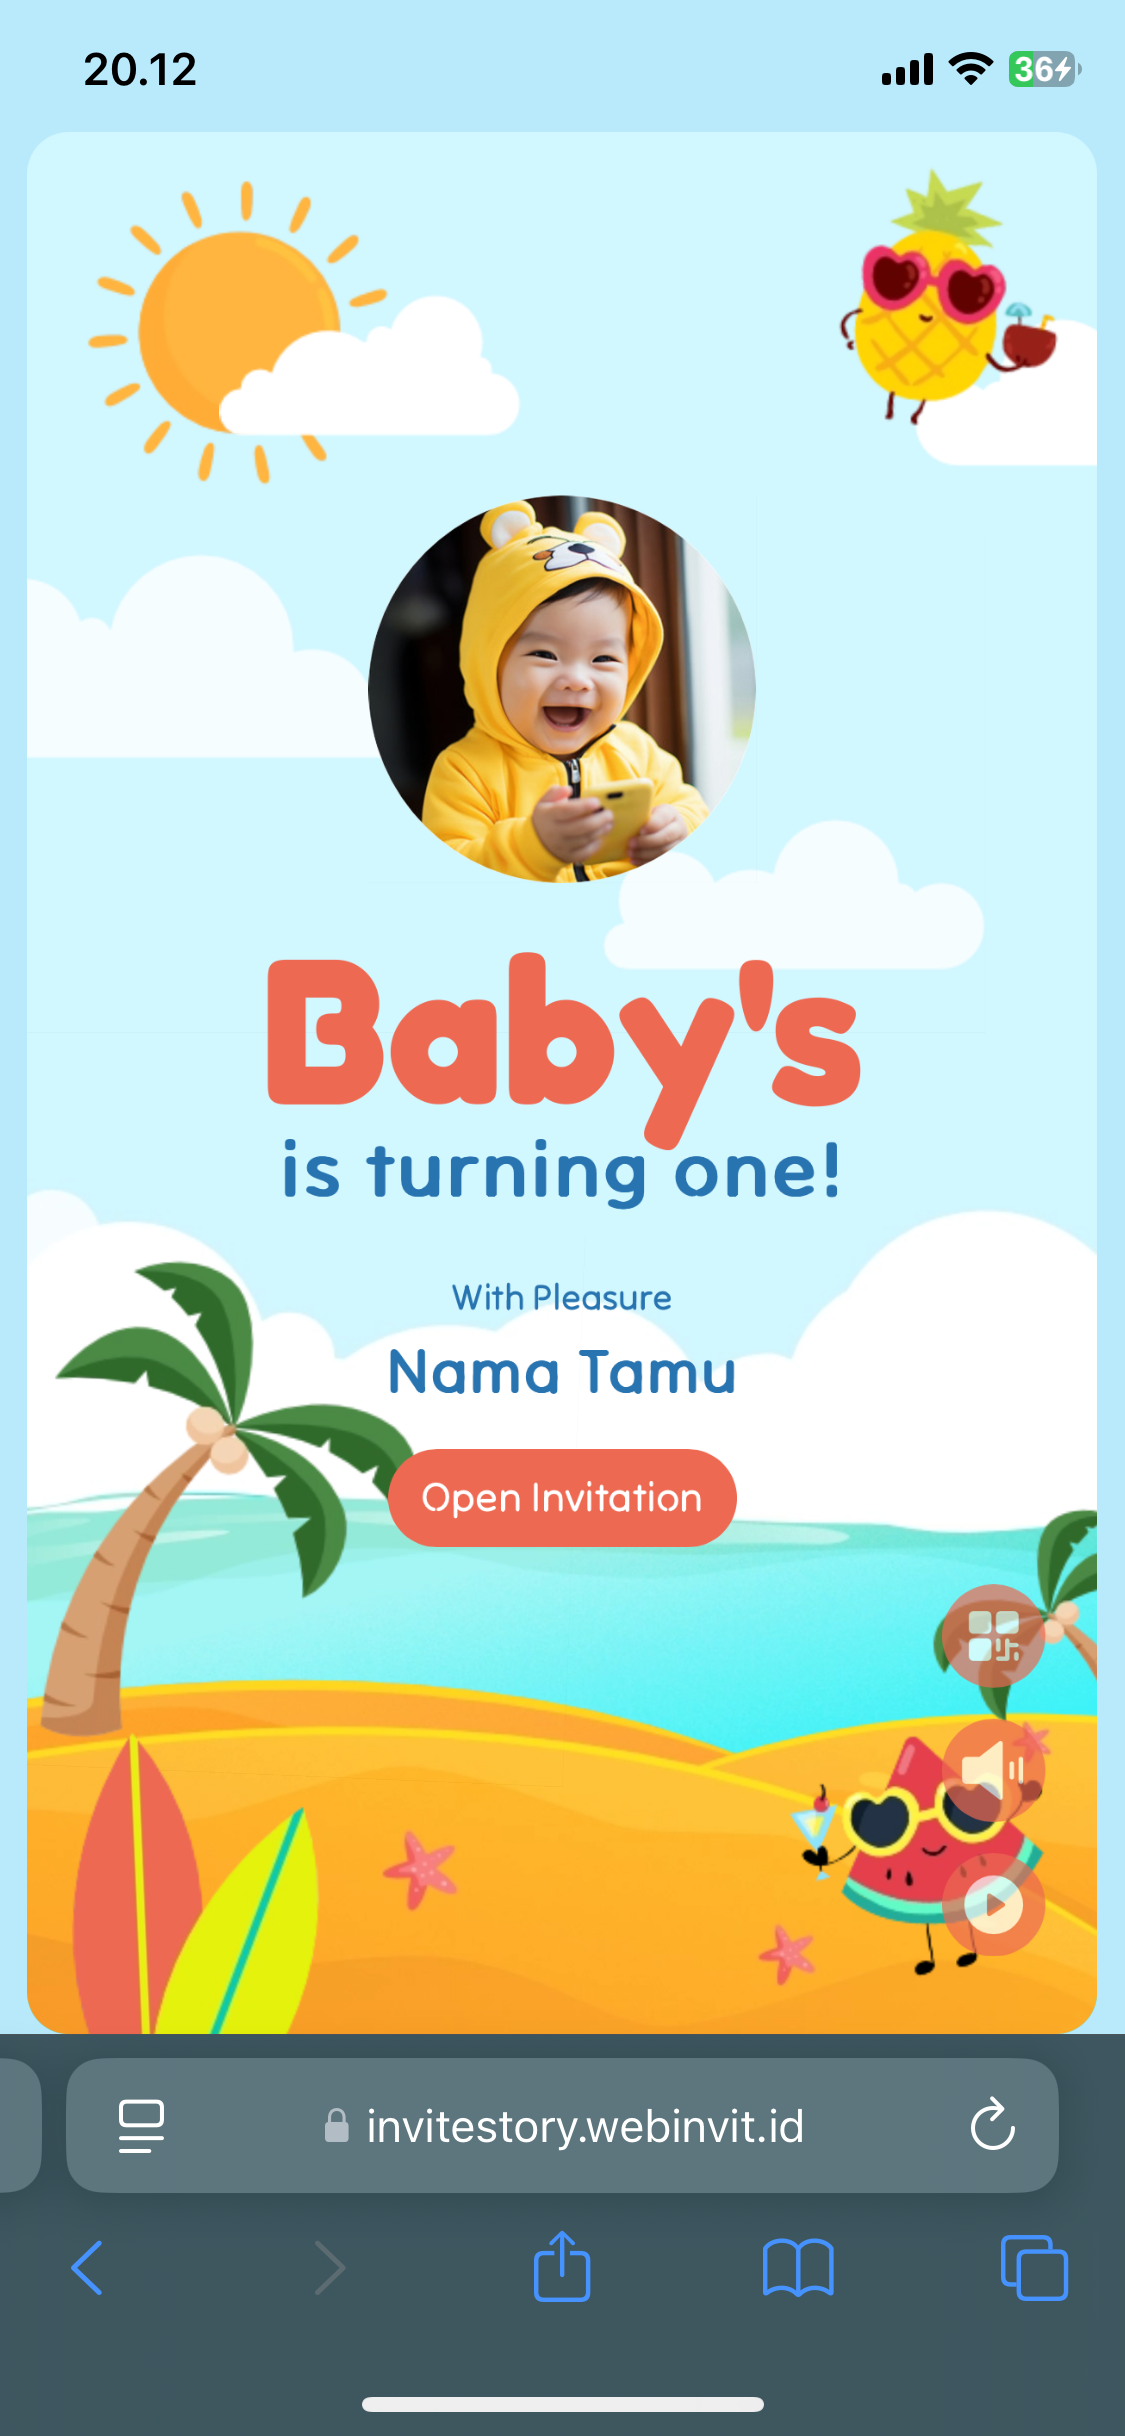 20.12
36
Baby's
is turning one!
With Pleasure
Nama Tamu
Open Invitation
invitestory.webinvit.id